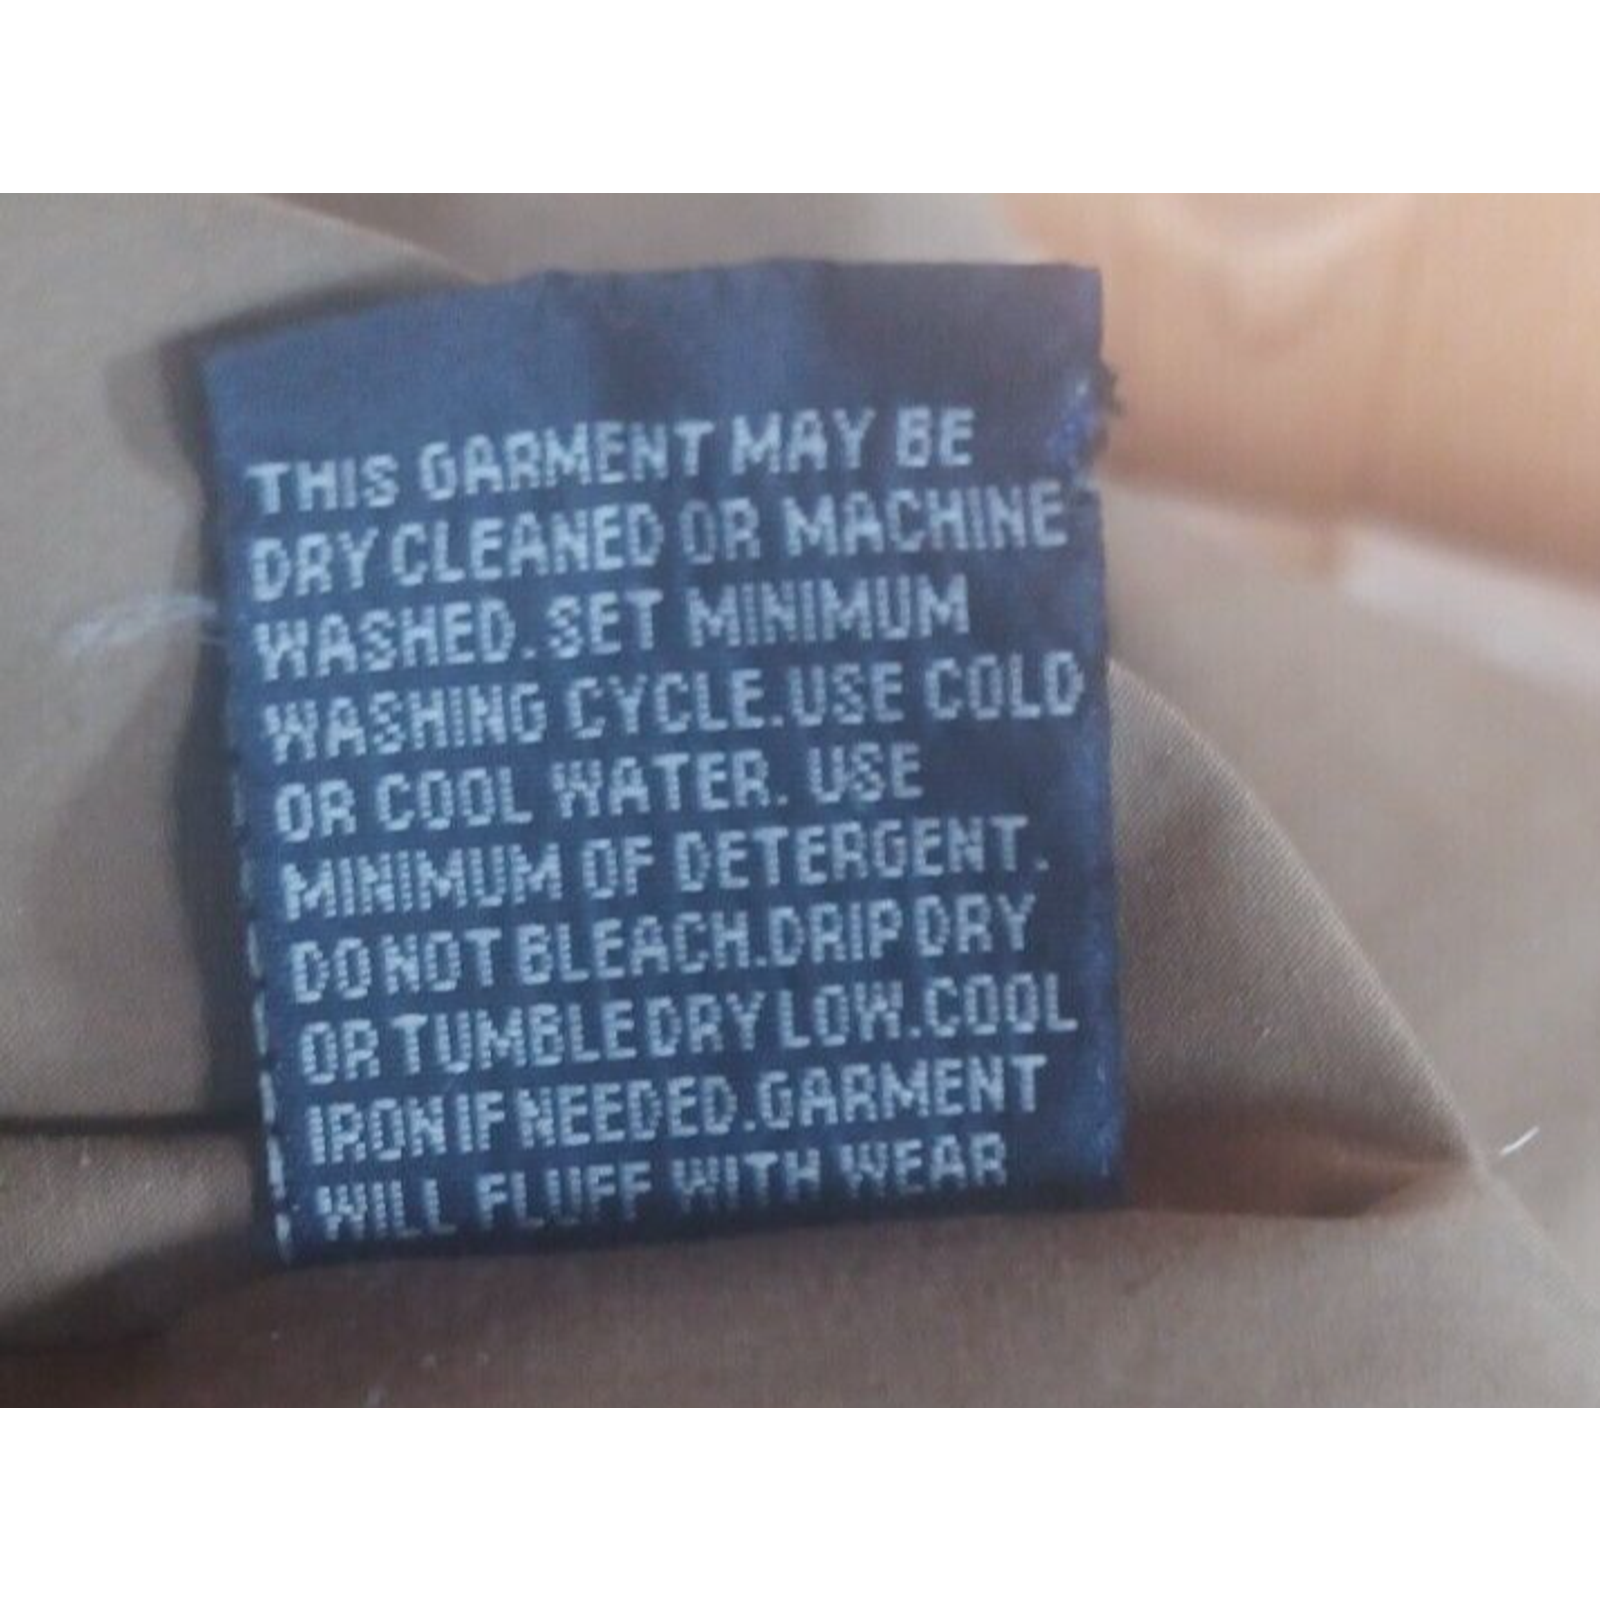 THIS GARMENT MAY BE
DRY CLEANED OR MACHINE
WASHED. SET MINIMUM
WASHING CYCLE. USE COLD
OR COOL WATER. USE
MINIMUM OF DETERGENT.
DO NOT BLEACH. DRIP DRY
OR TUMBLE DRY LOW. COOL
IRON IF NEEDED. GARMENT
WILL FLUFF WITH WEAR